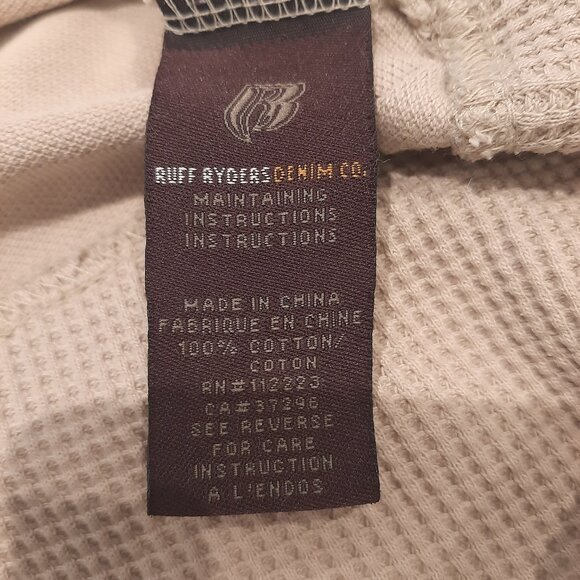 RUFF RYDERS DENIM CO.
MAINTAINING
INSTRUCTIONS
INSTRUCTIONS
MADE IN CHINA
FABRIQUE EN CHINE
100% COTTON/
COTON
RN#112223
CA#37296
SEE REVERSE
FOR CARE
INSTRUCTION
A L'ENDOS